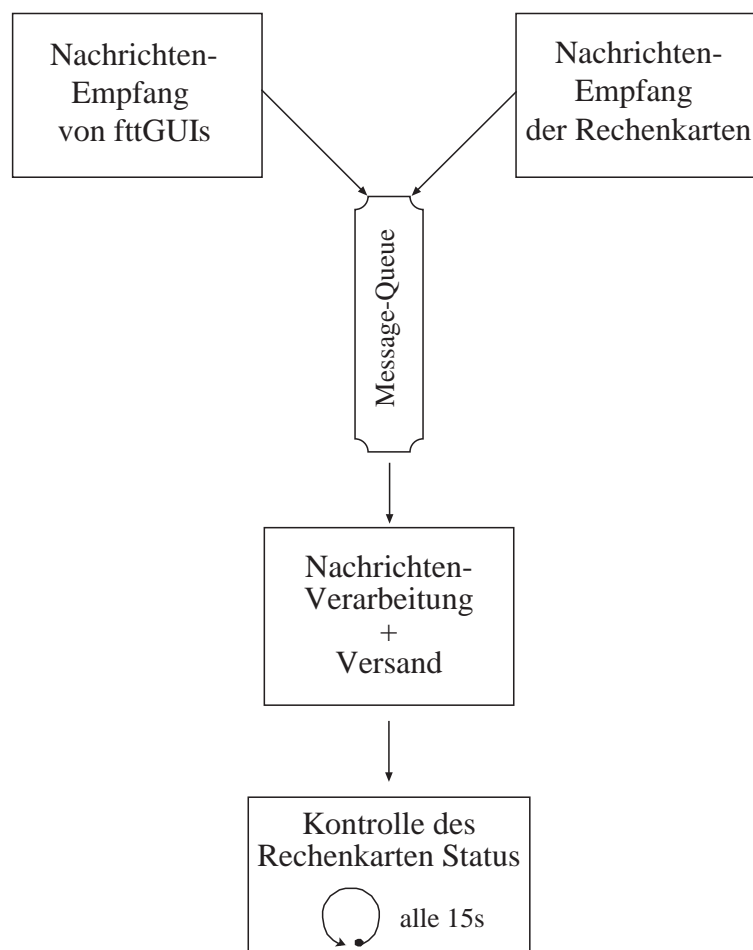 Nachrichten-
Empfang
von fttGUIs
Nachrichten-
Empfang
der Rechenkarten
Message-Queue
Nachrichten-
Verarbeitung
+
Versand
Kontrolle des
Rechenkarten Status
alle 15s